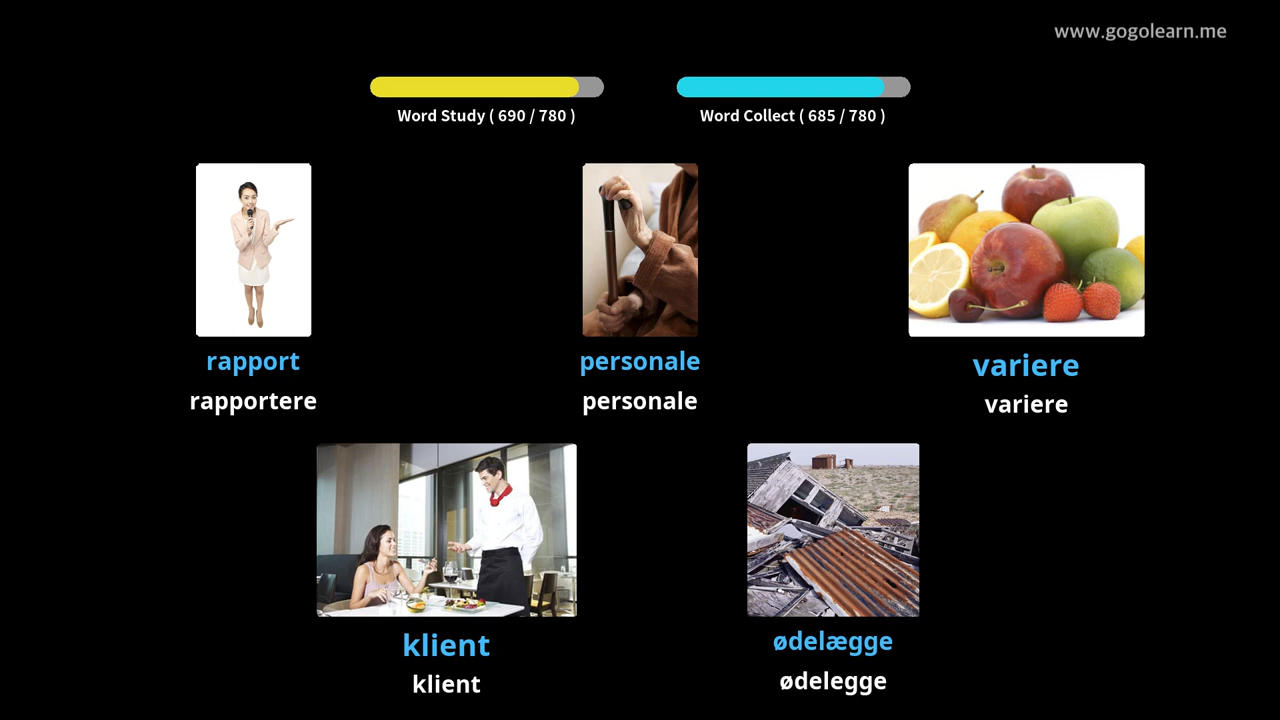 www.gogolearn.me
Word Study ( 690 / 780 )
Word Collect ( 685 / 780 )
rapport
rapportere
personale
personale
variere
variere
klient
klient
ødelægge
ødelegge